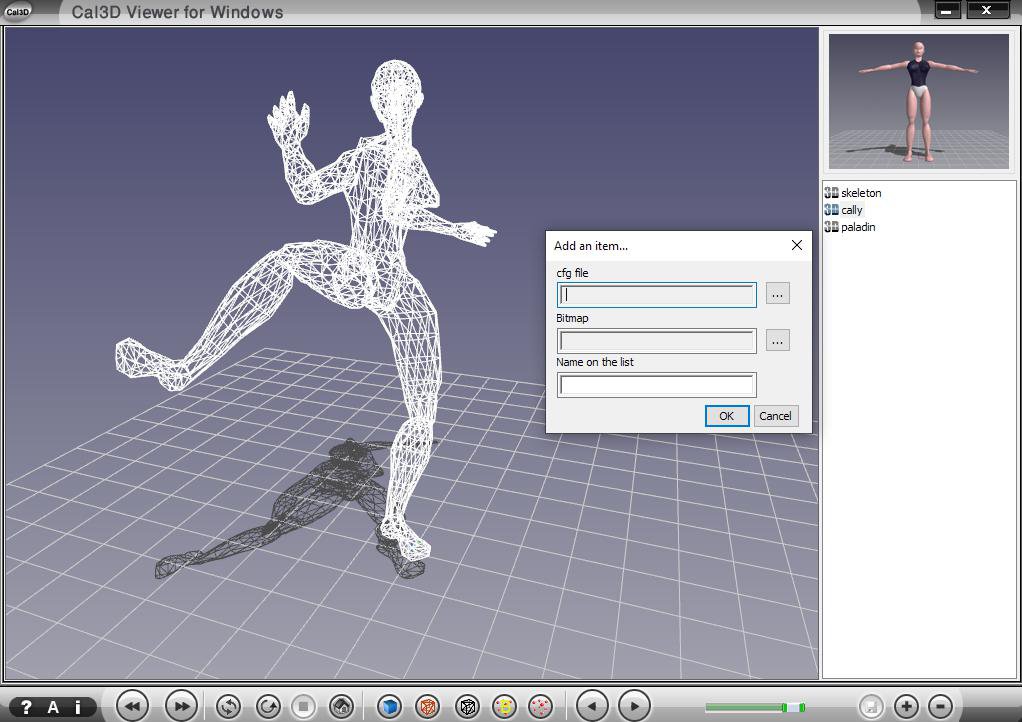 Cal3D
Cal3D Viewer for Windows
skeleton
cally
paladin
Add an item...
cfg file
...
Bitmap
...
Name on the list
OK
Cancel
? A i